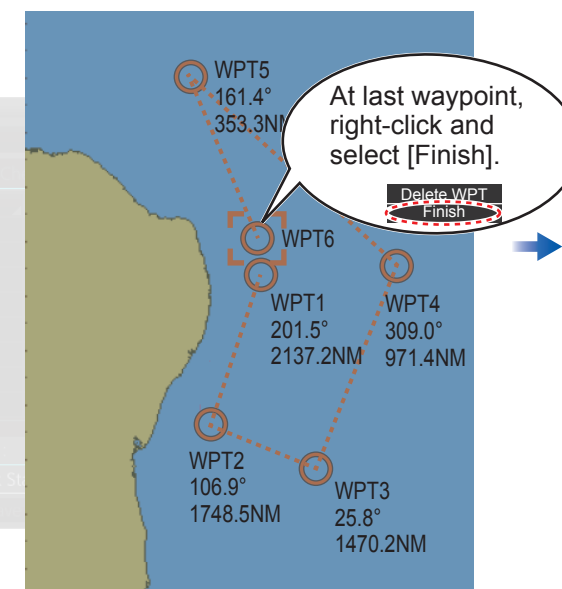 WPT5
161.4°
353.3NM
At last waypoint,
right-click and
select [Finish].
Delete WPT
Finish
WPT6
WPT1
201.5°
2137.2NM
WPT4
309.0°
971.4NM
WPT2
106.9°
1748.5NM
WPT3
25.8°
1470.2NM